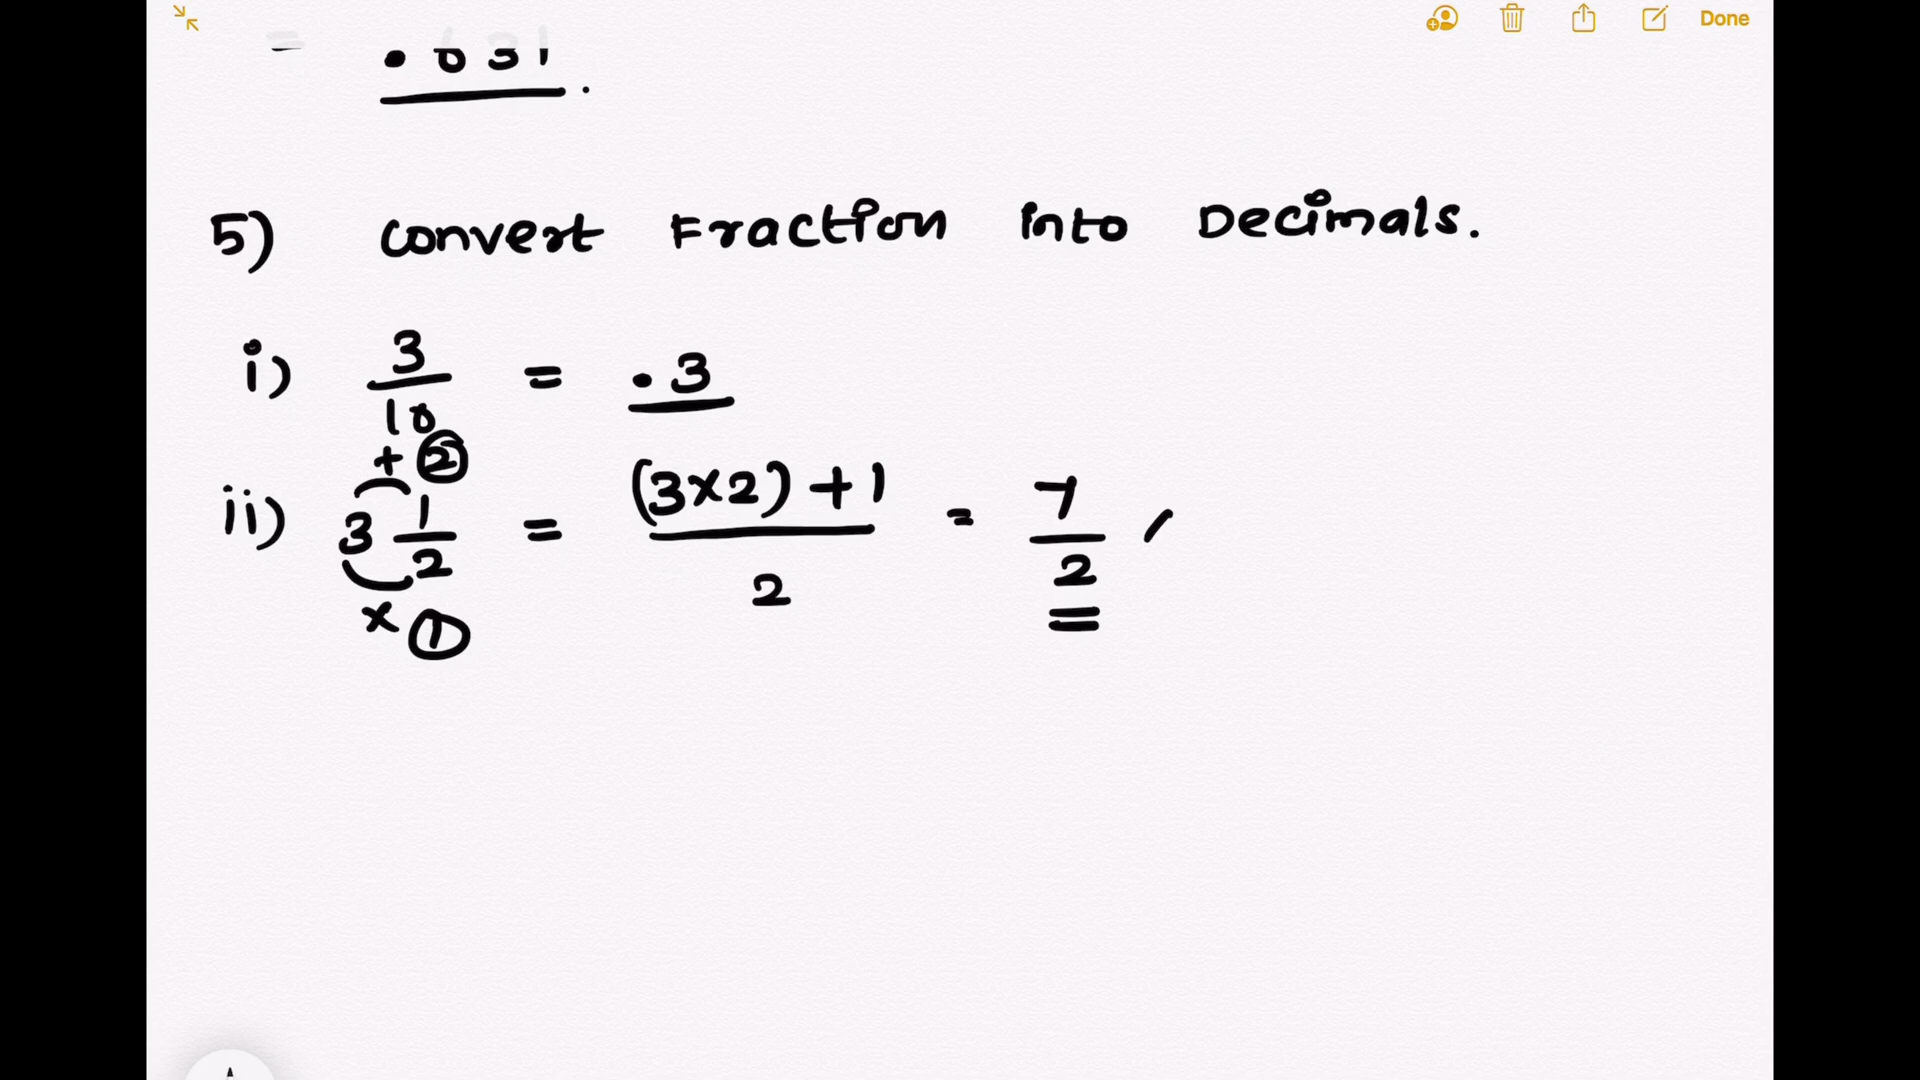 Done
= .031.
5) Convert Fraction into Decimals.
i) 3/10 = .3
+ ②
ii) 3 1/2 = (3×2)+1/2 = 7/2
× ①